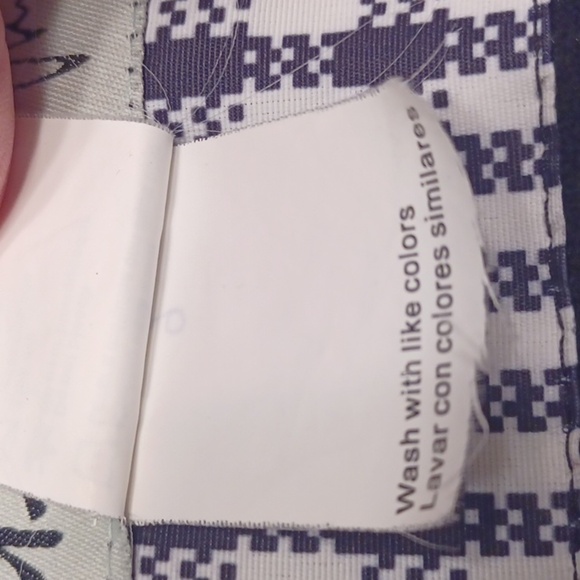 Wash with like colors
Lavar con colores similares